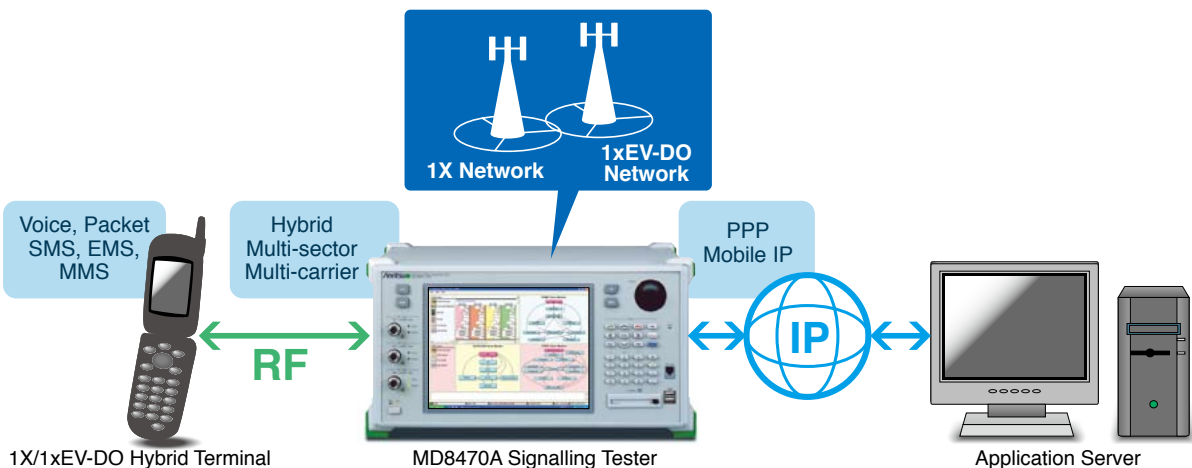 1X Network
1xEV-DO
Network
Voice, Packet
SMS, EMS,
MMS
Hybrid
Multi-sector
Multi-carrier
PPP
Mobile IP
Anritsu
RF
IP
1X/1xEV-DO Hybrid Terminal
MD8470A Signalling Tester
Application Server